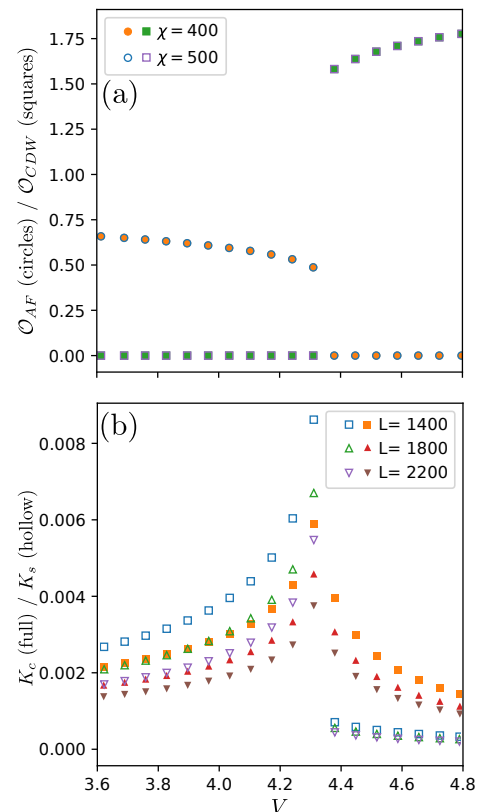 1.75
1.50
1.25
1.00
0.75
0.50
0.25
0.00
χ = 400
χ = 500
(a)
𝒪_AF (circles) / 𝒪_CDW (squares)
0.008
0.006
0.004
0.002
0.000
(b)
L= 1400
L= 1800
L= 2200
K_c (full) / K_s (hollow)
3.6 3.8 4.0 4.2 4.4 4.6 4.8
V